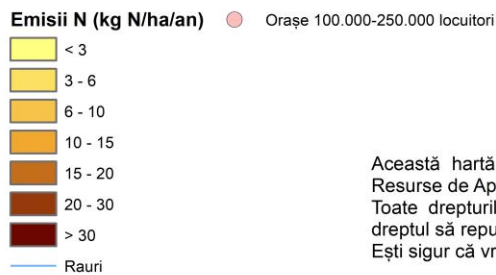 Emisii N (kg N/ha/an)
Orașe 100.000-250.000 locuitori
< 3
3 - 6
6 - 10
10 - 15
15 - 20
20 - 30
> 30
Rauri
Această hartă
Resurse de Ap
Toate drepturil
dreptul să repu
Ești sigur că vr